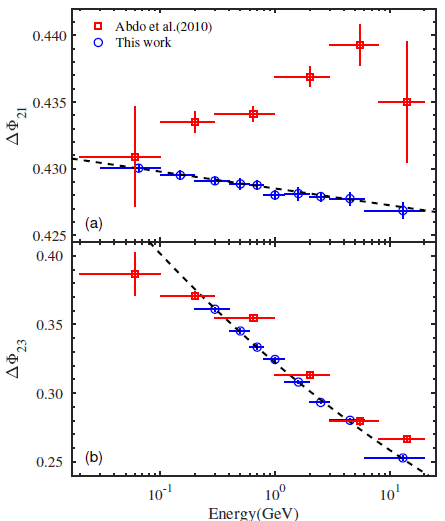 0.440
Abdo et al.(2010)
This work
0.435
ΔΦ21
0.430
(a)
0.425
0.40
0.35
ΔΦ23
0.30
(b)
0.25
10-1 100 101
Energy(GeV)